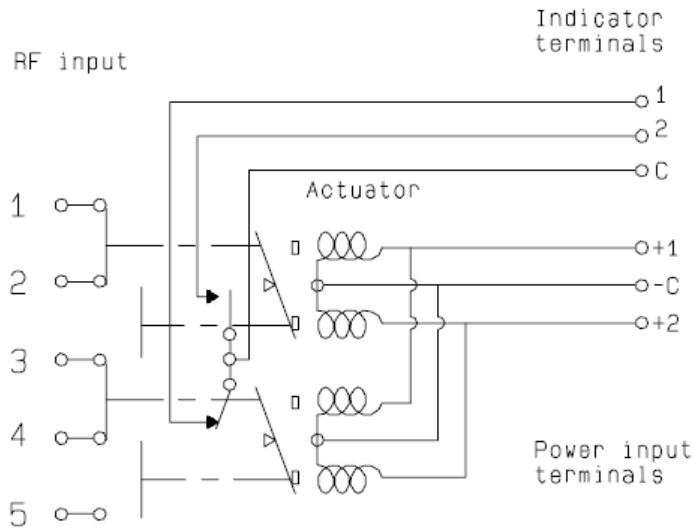 Indicator
terminals
RF input
1
2
C
Actuator
1
2
3
4
5
+1
-C
+2
Power input
terminals